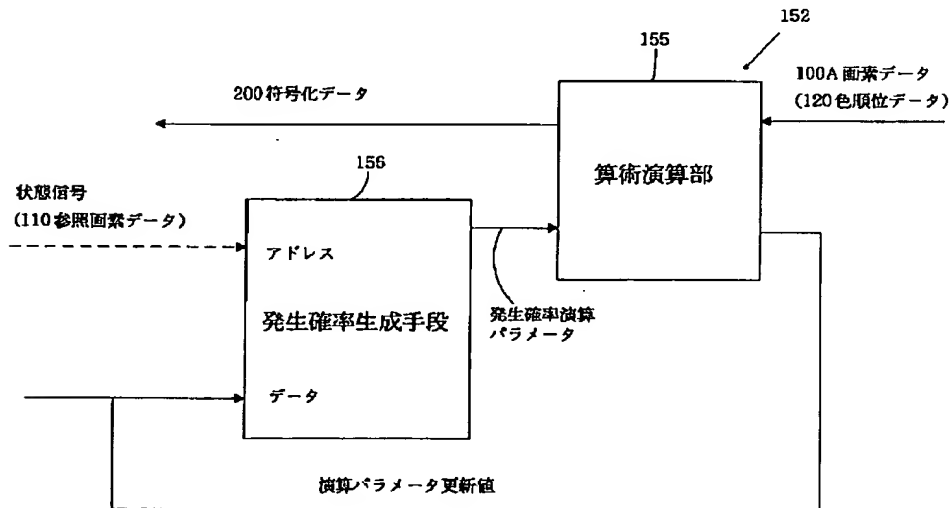 152
155
100A 画素データ
(120色順位データ)
200符号化データ
算術演算部
156
状態信号
(110参照画素データ)
アドレス
発生確率生成手段
発生確率演算
パラメータ
データ
演算パラメータ更新値